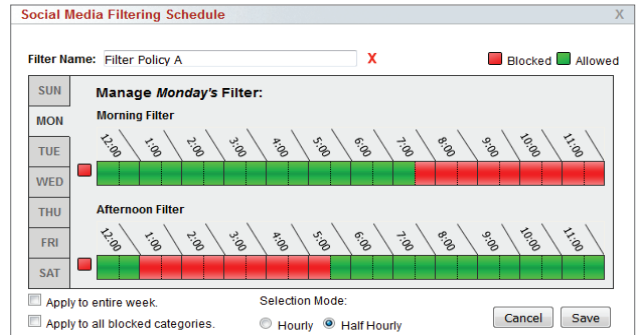 Social Media Filtering Schedule X
Filter Name: Filter Policy A X Blocked Allowed
SUN
MON
TUE
WED
THU
FRI
SAT
Manage Monday's Filter:
Morning Filter
12:00 1:00 2:00 3:00 4:00 5:00 6:00 7:00 8:00 9:00 10:00 11:00
Afternoon Filter
12:00 1:00 2:00 3:00 4:00 5:00 6:00 7:00 8:00 9:00 10:00 11:00
Apply to entire week.
Apply to all blocked categories.
Selection Mode:
Hourly Half Hourly
Cancel Save